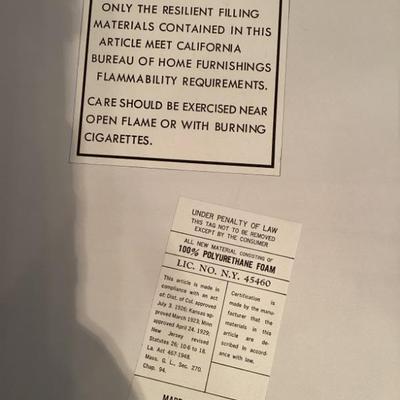 ONLY THE RESILIENT FILLING
MATERIALS CONTAINED IN THIS
ARTICLE MEET CALIFORNIA
BUREAU OF HOME FURNISHINGS
FLAMMABILITY REQUIREMENTS.
CARE SHOULD BE EXERCISED NEAR
OPEN FLAME OR WITH BURNING
CIGARETTES.
UNDER PENALTY OF LAW
THIS TAG NOT TO BE REMOVED
EXCEPT BY THE CONSUMER
ALL NEW MATERIAL CONSISTING OF
100% POLYURETHANE FOAM
LIC. NO. N.Y. 45460
This article is made in
compliance with an act
of: Dist. of Col. approved
July 3, 1926; Kansas ap-
proved March 1923; Minn
approved April 24, 1929;
New Jersey revised
Statutes 26; 10-6 to 18.
La. Act 467-1948.
Mass. G. L., Sec. 270.
Chap. 94.
Certification is
made by the manu-
facturer that the
materials in this
article are de-
scribed in accord-
ance with law.